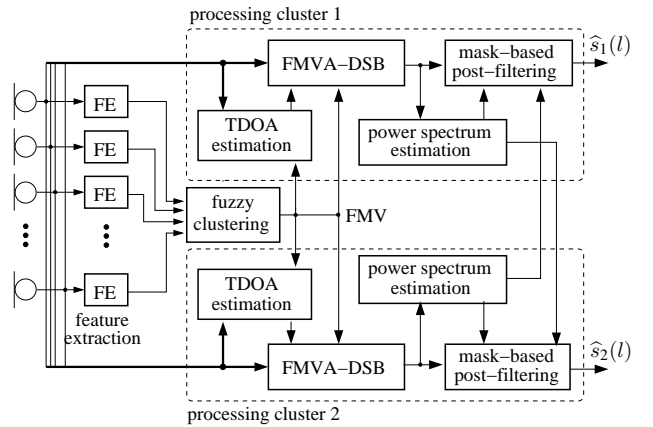 processing cluster 1
FMVA−DSB
mask−based
post−filtering
ŝ₁(l)
FE
TDOA
estimation
power spectrum
estimation
FE
FE
fuzzy
clustering
FMV
FE
feature
extraction
TDOA
estimation
power spectrum
estimation
FMVA−DSB
mask−based
post−filtering
ŝ₂(l)
processing cluster 2